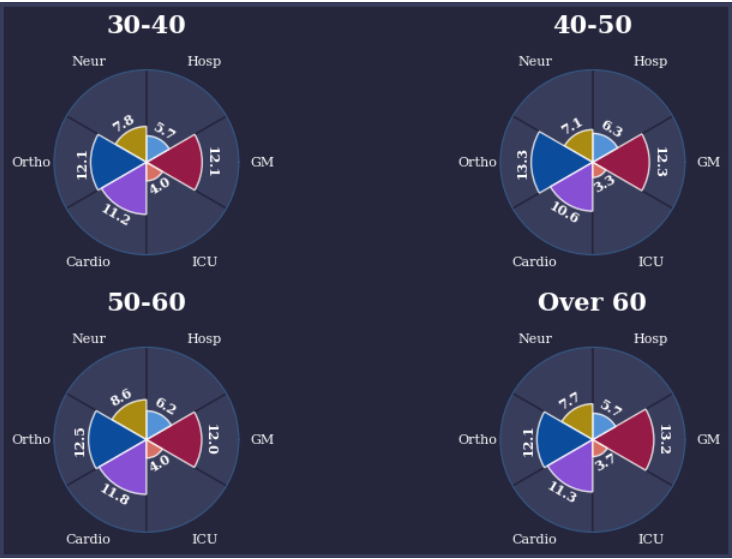 30-40
Neur
Hosp
7.8
5.7
Ortho
12.1
12.1
GM
4.0
11.2
Cardio
ICU
40-50
Neur
Hosp
7.1
6.3
Ortho
13.3
12.3
GM
3.3
10.6
Cardio
ICU
50-60
Neur
Hosp
8.6
6.2
Ortho
12.5
12.0
GM
4.0
11.8
Cardio
ICU
Over 60
Neur
Hosp
7.7
5.7
Ortho
12.1
13.2
GM
3.7
11.3
Cardio
ICU